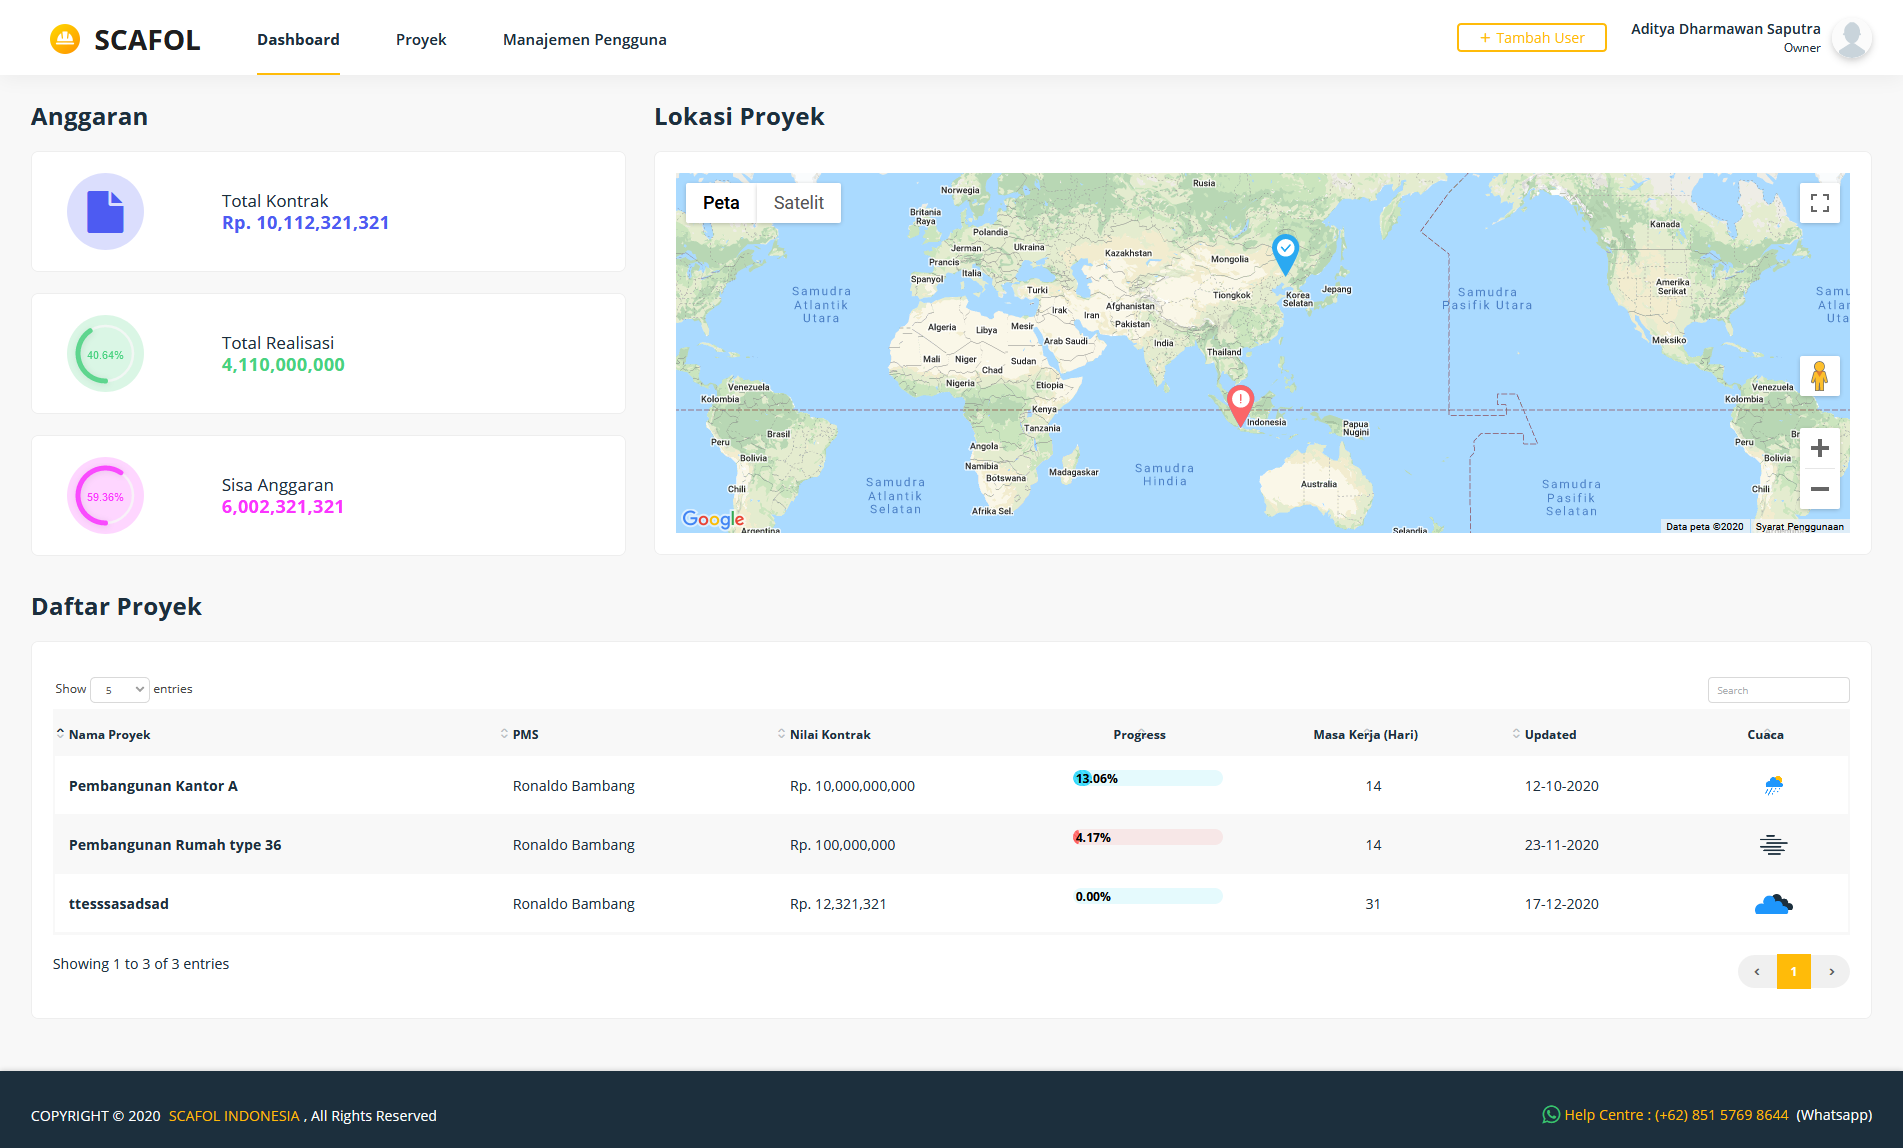 SCAFOL
Dashboard
Proyek
Manajemen Pengguna
+ Tambah User
Aditya Dharmawan Saputra
Owner
Anggaran
Total Kontrak
Rp. 10,112,321,321
40.64%
Total Realisasi
4,110,000,000
59.36%
Sisa Anggaran
6,002,321,321
Lokasi Proyek
Peta
Satelit
Norwegia
Rusia
Britania
Raya
Polandia
Jerman
Ukraina
Prancis
Italia
Spanyol
Kazakhstan
Mongolia
Turki
Tiongkok
Korea
Selatan
Jepang
Afghanistan
Irak
Iran
Pakistan
Aljeria
Libya
Mesir
Arab Saudi
India
Thailand
Mali
Niger
Chad
Sudan
Nigeria
Etiopia
Kenya
Tanzania
Angola
Namibia
Botswana
Madagaskar
Afrika Sel.
Indonesia
Papua
Nugini
Australia
Selandia
Kanada
Amerika
Serikat
Meksiko
Venezuela
Kolombia
Brasil
Peru
Bolivia
Chili
Argentina
Venezuela
Kolombia
Br
Peru
Bolivia
Chili
Samudra
Atlantik
Utara
Samudra
Pasifik Utara
Samu
Atlar
Uta
Samudra
Atlantik
Selatan
Samudra
Hindia
Samudra
Pasifik
Selatan
Google
Data peta ©2020
Syarat Penggunaan
Daftar Proyek
Show 5 entries
Search
Nama Proyek PMS Nilai Kontrak Progress Masa Kerja (Hari) Updated Cuaca
Pembangunan Kantor A Ronaldo Bambang Rp. 10,000,000,000 13.06% 14 12-10-2020
Pembangunan Rumah type 36 Ronaldo Bambang Rp. 100,000,000 4.17% 14 23-11-2020
ttesssasadsad Ronaldo Bambang Rp. 12,321,321 0.00% 31 17-12-2020
Showing 1 to 3 of 3 entries
‹ 1 ›
COPYRIGHT © 2020 SCAFOL INDONESIA , All Rights Reserved
Help Centre : (+62) 851 5769 8644 (Whatsapp)